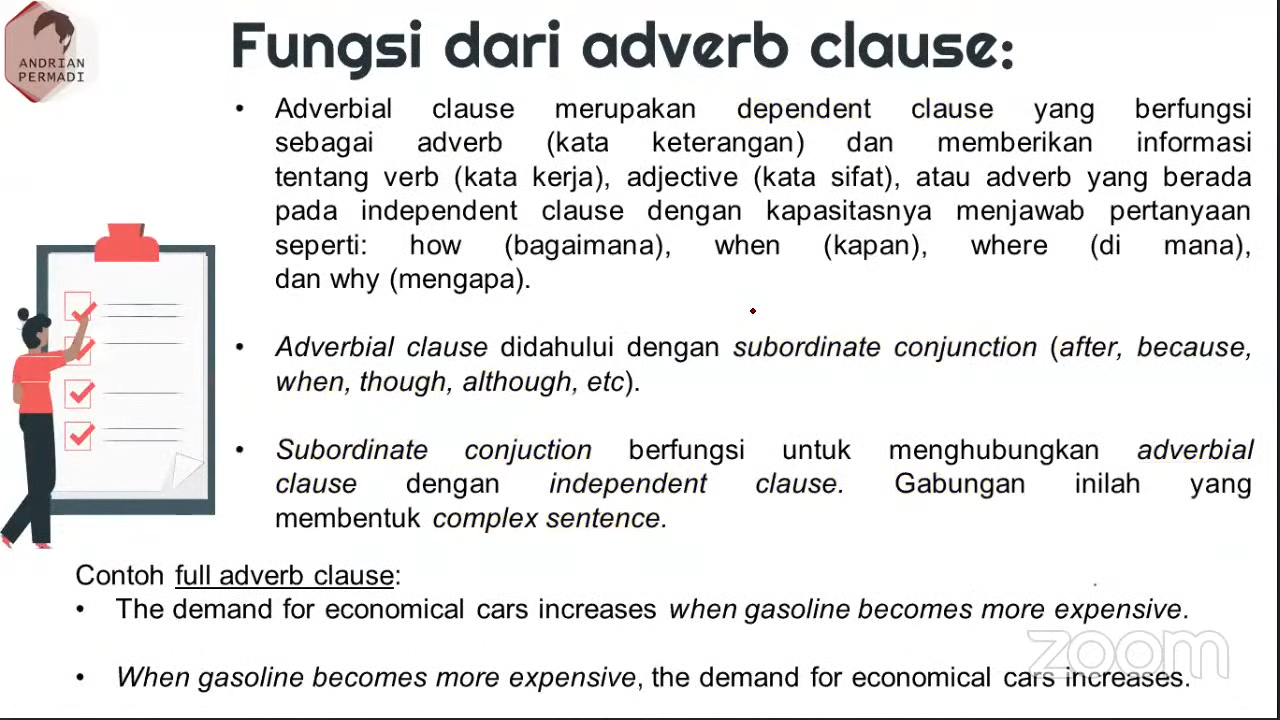 ANDRIAN
PERMADI
Fungsi dari adverb clause:
• Adverbial clause merupakan dependent clause yang berfungsi
sebagai adverb (kata keterangan) dan memberikan informasi
tentang verb (kata kerja), adjective (kata sifat), atau adverb yang berada
pada independent clause dengan kapasitasnya menjawab pertanyaan
seperti: how (bagaimana), when (kapan), where (di mana),
dan why (mengapa).
• Adverbial clause didahului dengan subordinate conjunction (after, because,
when, though, although, etc).
• Subordinate conjuction berfungsi untuk menghubungkan adverbial
clause dengan independent clause. Gabungan inilah yang
membentuk complex sentence.
Contoh full adverb clause:
• The demand for economical cars increases when gasoline becomes more expensive.
zoom
• When gasoline becomes more expensive, the demand for economical cars increases.